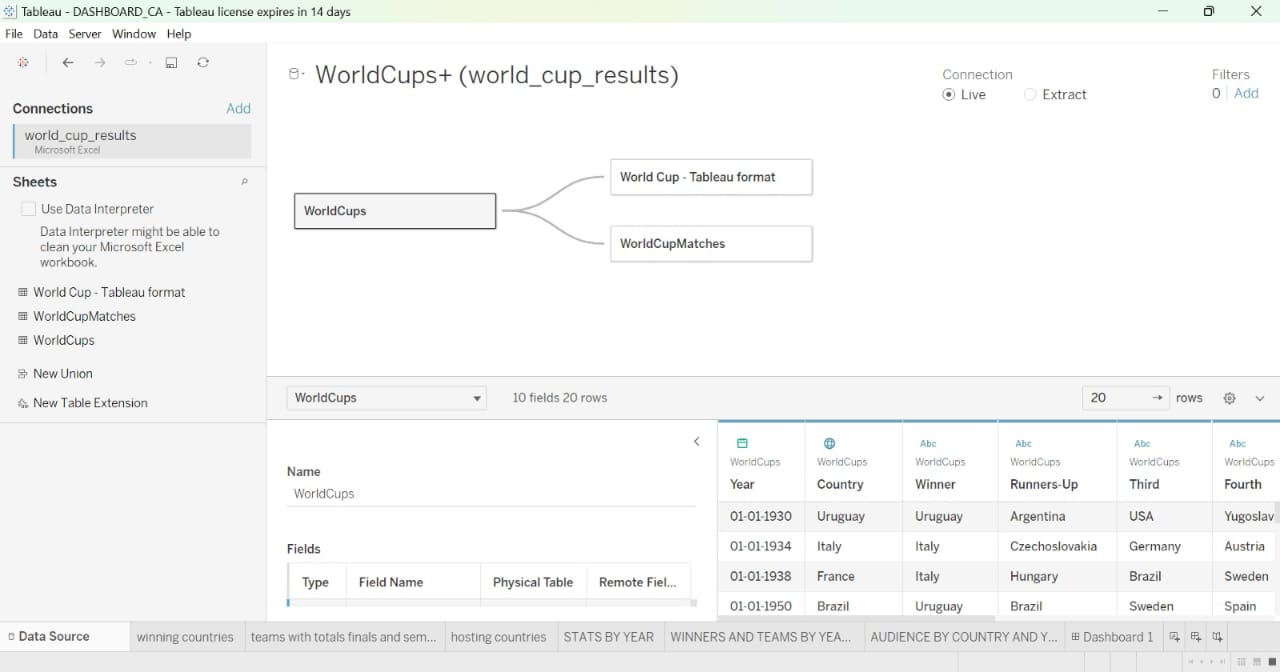 Tableau - DASHBOARD_CA - Tableau license expires in 14 days
File Data Server Window Help
Connections Add
world_cup_results
Microsoft Excel
Sheets
Use Data Interpreter
Data Interpreter might be able to
clean your Microsoft Excel
workbook.
World Cup - Tableau format
WorldCupMatches
WorldCups
New Union
New Table Extension
WorldCups+ (world_cup_results)
Connection
Live Extract
Filters
0 Add
WorldCups
World Cup - Tableau format
WorldCupMatches
WorldCups 10 fields 20 rows 20 rows
Name
WorldCups
Fields
Type Field Name Physical Table Remote Fiel...
Abc Abc Abc Abc
WorldCups WorldCups WorldCups WorldCups WorldCups WorldCups
Year Country Winner Runners-Up Third Fourth
01-01-1930 Uruguay Uruguay Argentina USA Yugoslav
01-01-1934 Italy Italy Czechoslovakia Germany Austria
01-01-1938 France Italy Hungary Brazil Sweden
01-01-1950 Brazil Uruguay Brazil Sweden Spain
Data Source winning countries teams with totals finals and sem... hosting countries STATS BY YEAR WINNERS AND TEAMS BY YEA... AUDIENCE BY COUNTRY AND Y... Dashboard 1